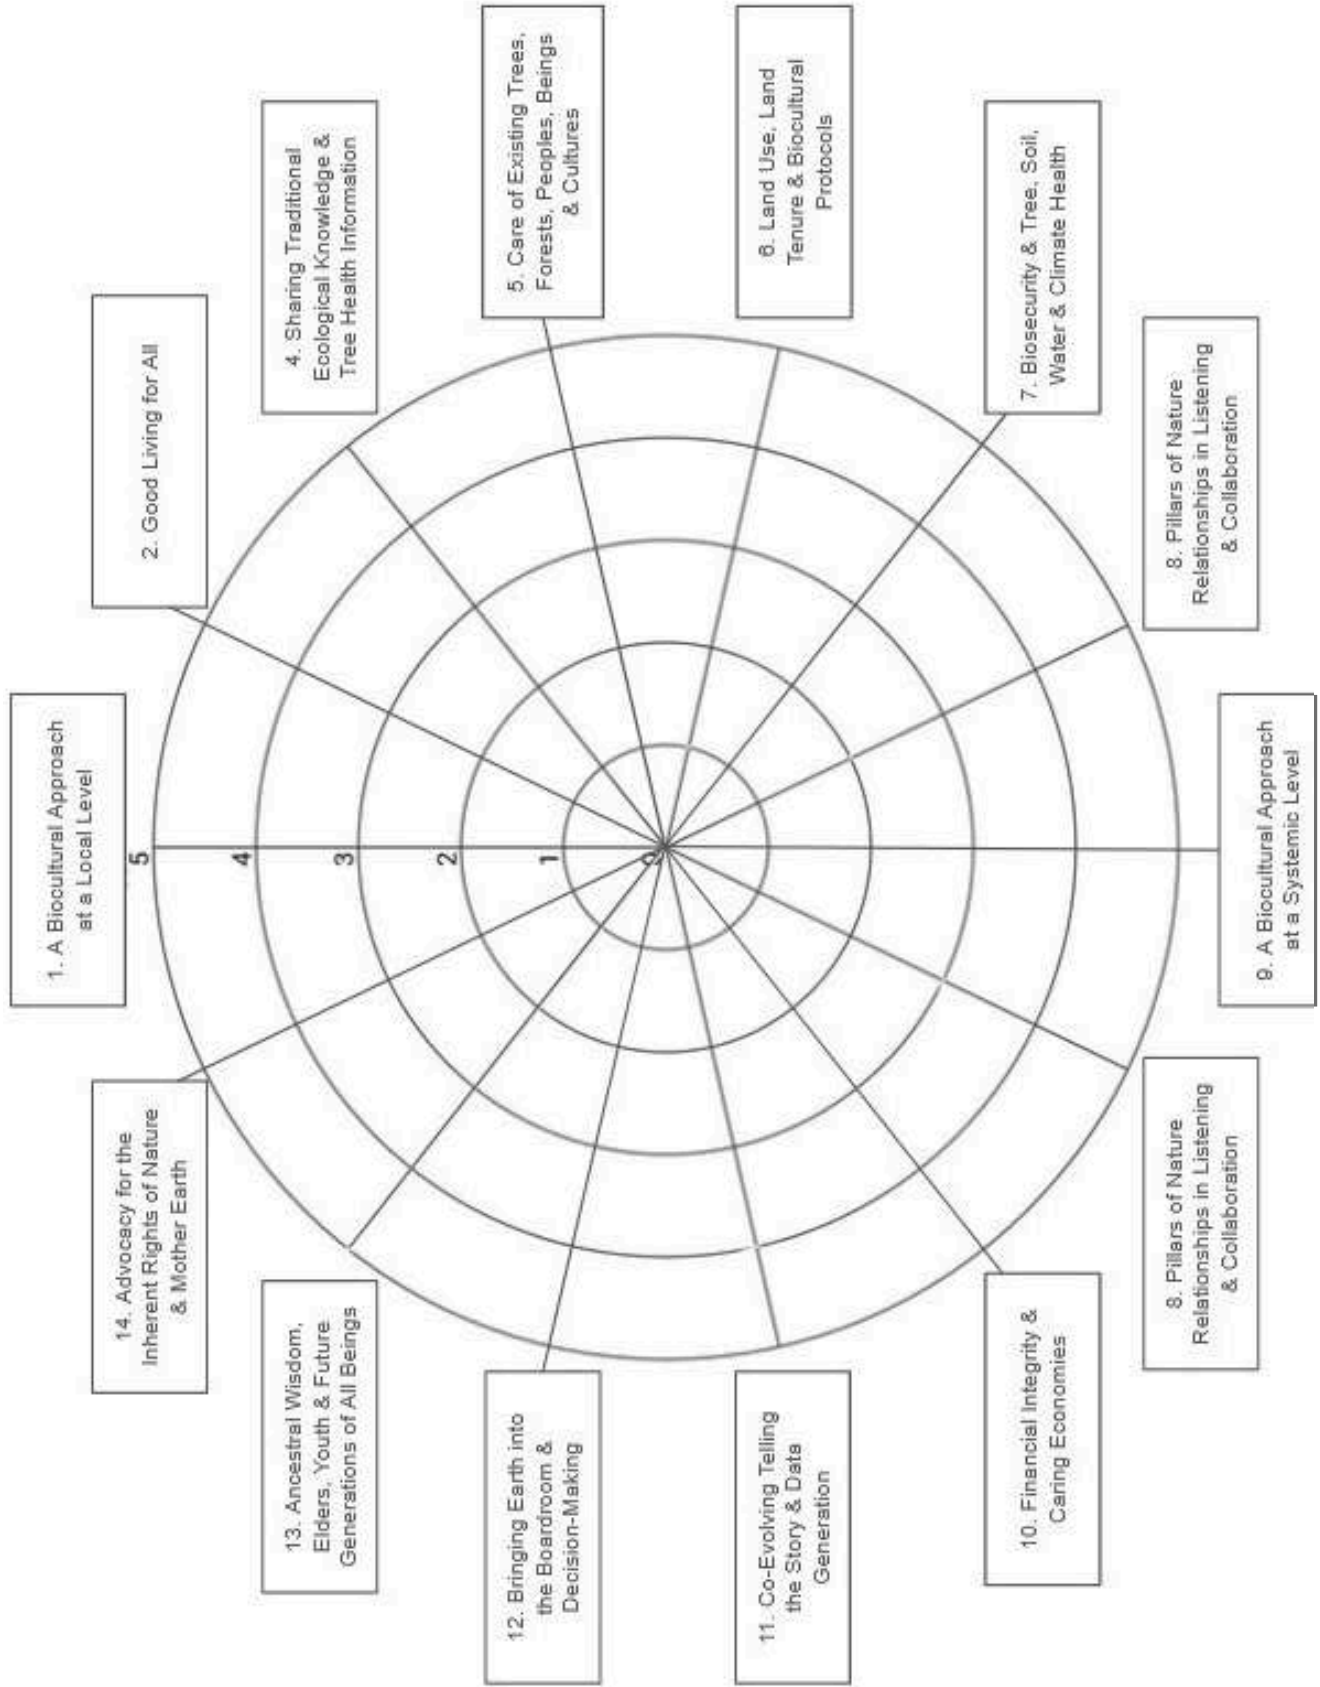 1. A Biocultural Approach
at a Local Level
2. Good Living for All
4. Sharing Traditional
Ecological Knowledge &
Tree Health Information
5. Care of Existing Trees,
Forests, Peoples, Beings
& Cultures
6. Land Use, Land
Tenure & Biocultural
Protocols
7. Biosecurity & Tree, Soil,
Water & Climate Health
8. Pillars of Nature
Relationships in Listening
& Collaboration
9. A Biocultural Approach
at a Systemic Level
8. Pillars of Nature
Relationships in Listening
& Collaboration
10. Financial Integrity &
Caring Economies
11. Co-Evolving Telling
the Story & Data
Generation
12. Bringing Earth into
the Boardroom &
Decision-Making
13. Ancestral Wisdom,
Elders, Youth & Future
Generations of All Beings
14. Advocacy for the
Inherent Rights of Nature
& Mother Earth
5
4
3
2
1